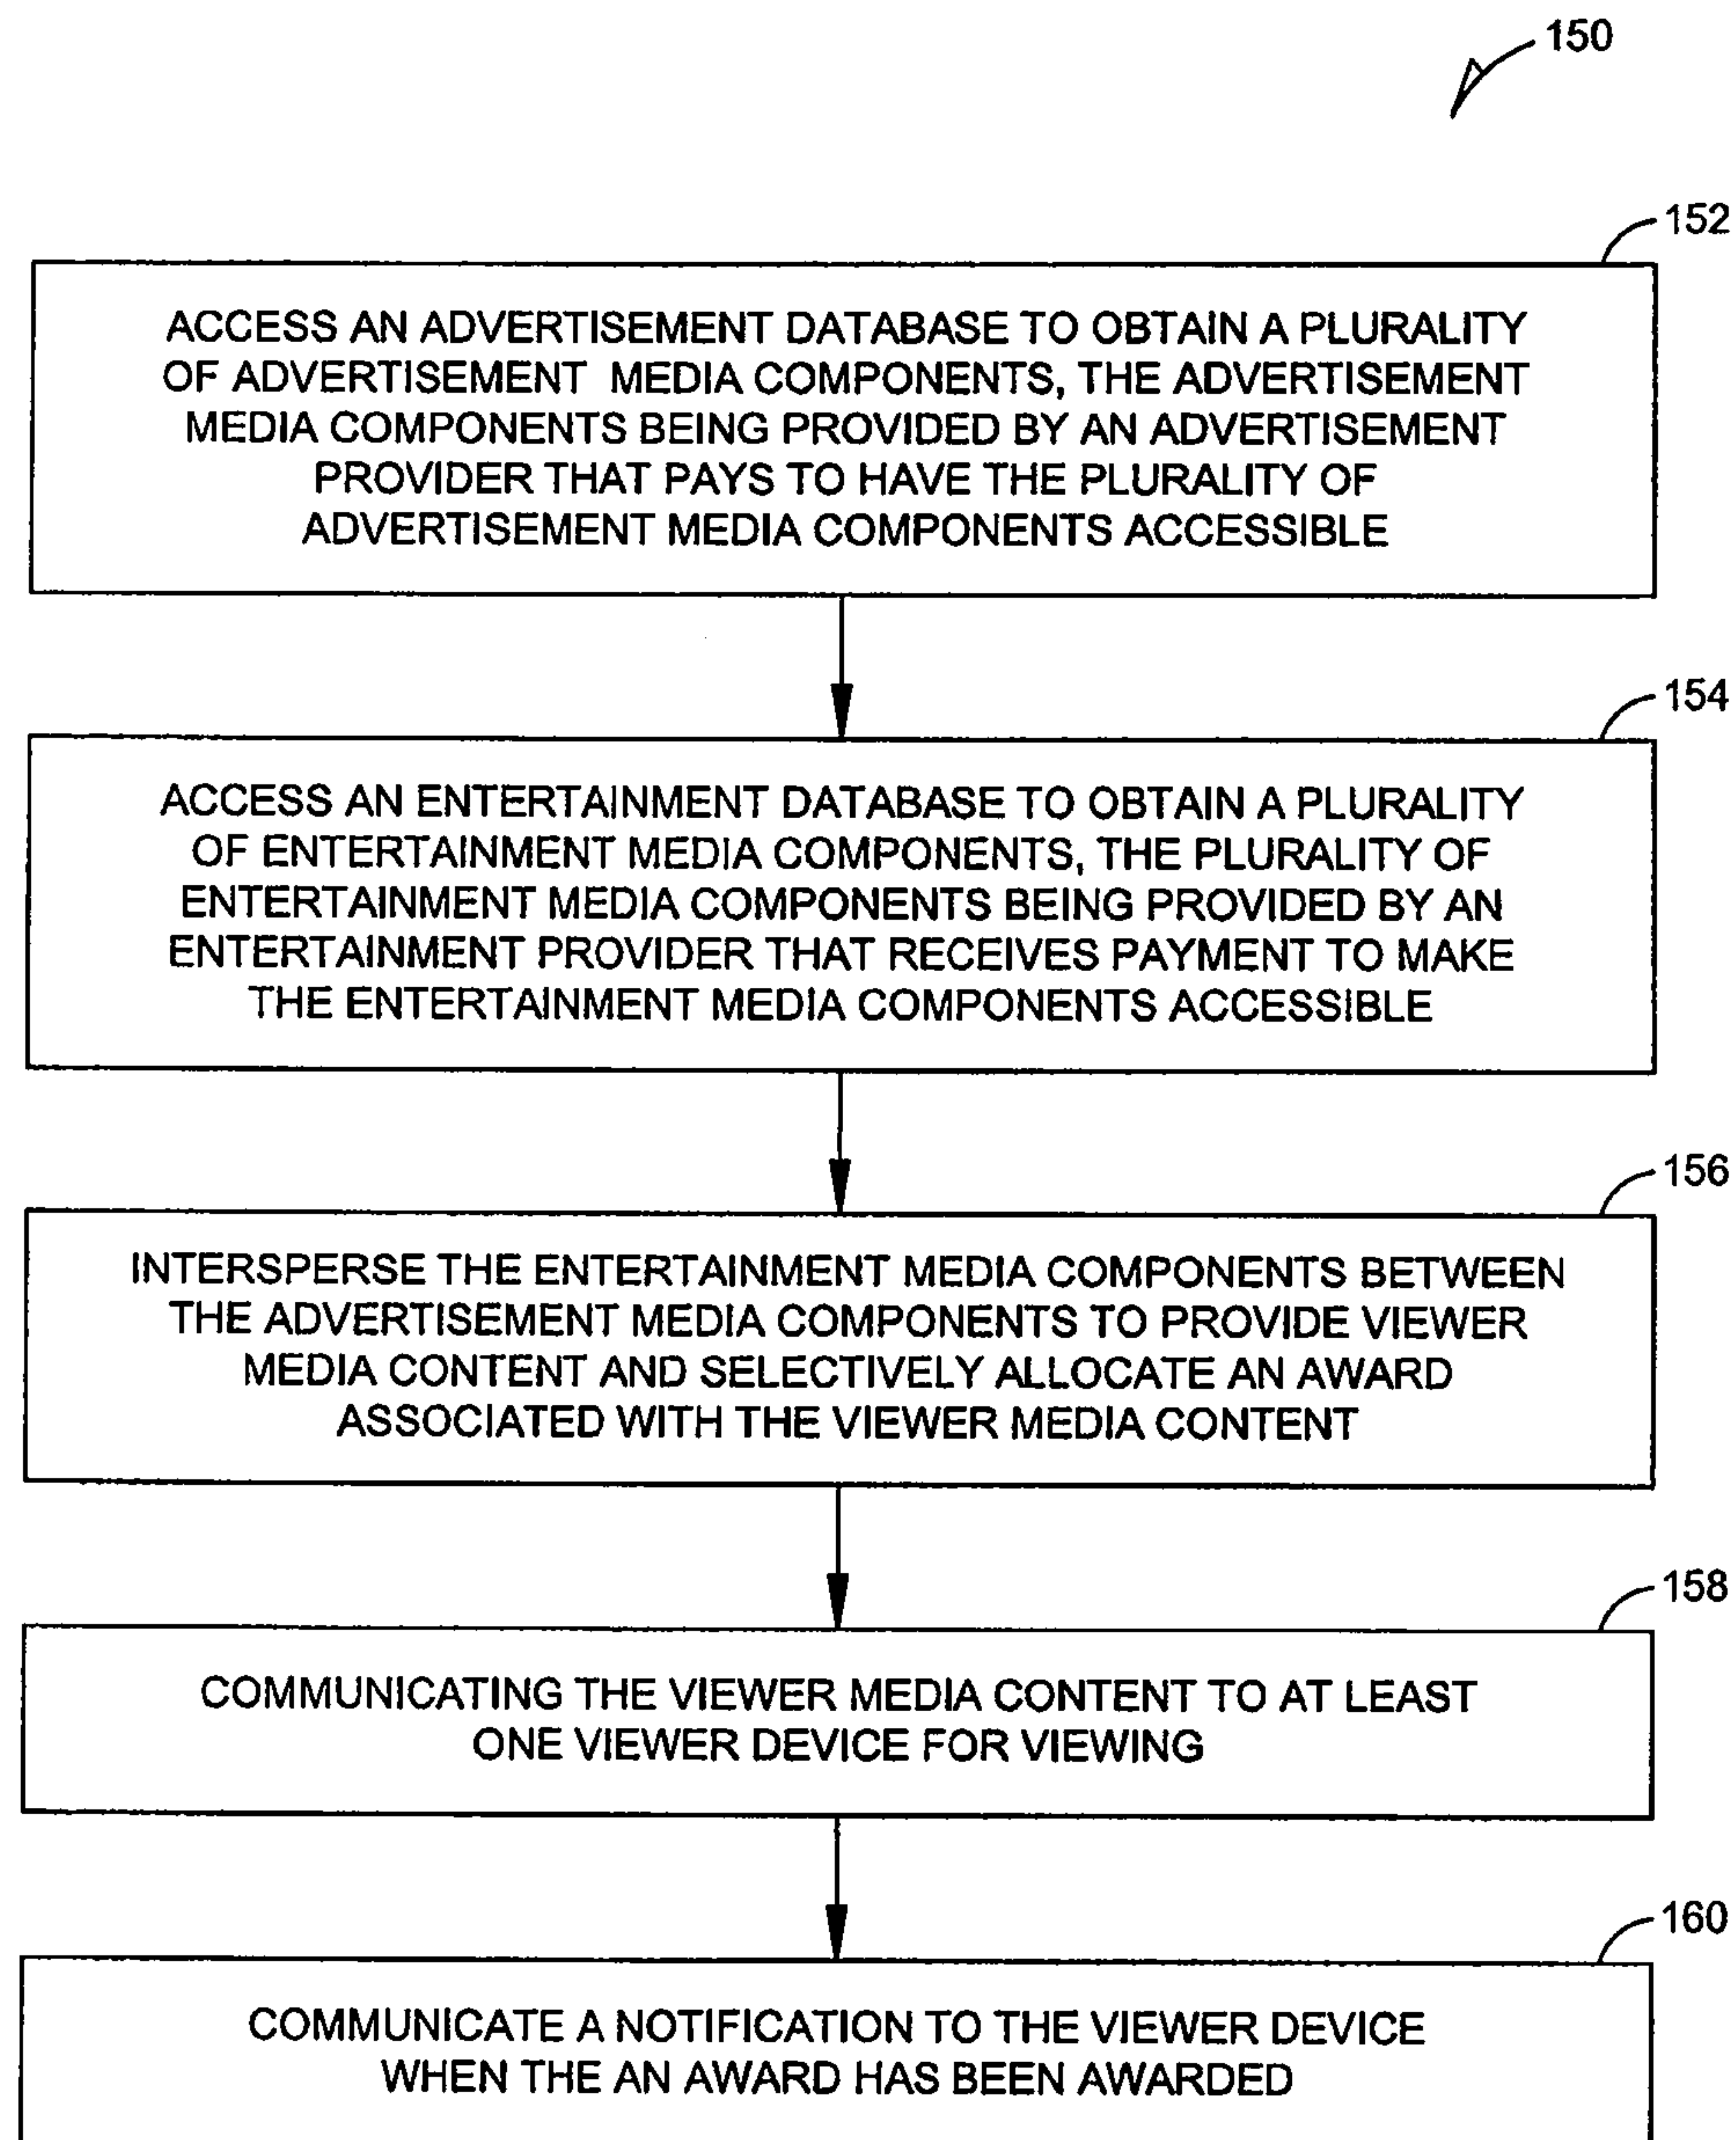 150
152
ACCESS AN ADVERTISEMENT DATABASE TO OBTAIN A PLURALITY
OF ADVERTISEMENT MEDIA COMPONENTS, THE ADVERTISEMENT
MEDIA COMPONENTS BEING PROVIDED BY AN ADVERTISEMENT
PROVIDER THAT PAYS TO HAVE THE PLURALITY OF
ADVERTISEMENT MEDIA COMPONENTS ACCESSIBLE
154
ACCESS AN ENTERTAINMENT DATABASE TO OBTAIN A PLURALITY
OF ENTERTAINMENT MEDIA COMPONENTS, THE PLURALITY OF
ENTERTAINMENT MEDIA COMPONENTS BEING PROVIDED BY AN
ENTERTAINMENT PROVIDER THAT RECEIVES PAYMENT TO MAKE
THE ENTERTAINMENT MEDIA COMPONENTS ACCESSIBLE
156
INTERSPERSE THE ENTERTAINMENT MEDIA COMPONENTS BETWEEN
THE ADVERTISEMENT MEDIA COMPONENTS TO PROVIDE VIEWER
MEDIA CONTENT AND SELECTIVELY ALLOCATE AN AWARD
ASSOCIATED WITH THE VIEWER MEDIA CONTENT
158
COMMUNICATING THE VIEWER MEDIA CONTENT TO AT LEAST
ONE VIEWER DEVICE FOR VIEWING
160
COMMUNICATE A NOTIFICATION TO THE VIEWER DEVICE
WHEN THE AN AWARD HAS BEEN AWARDED